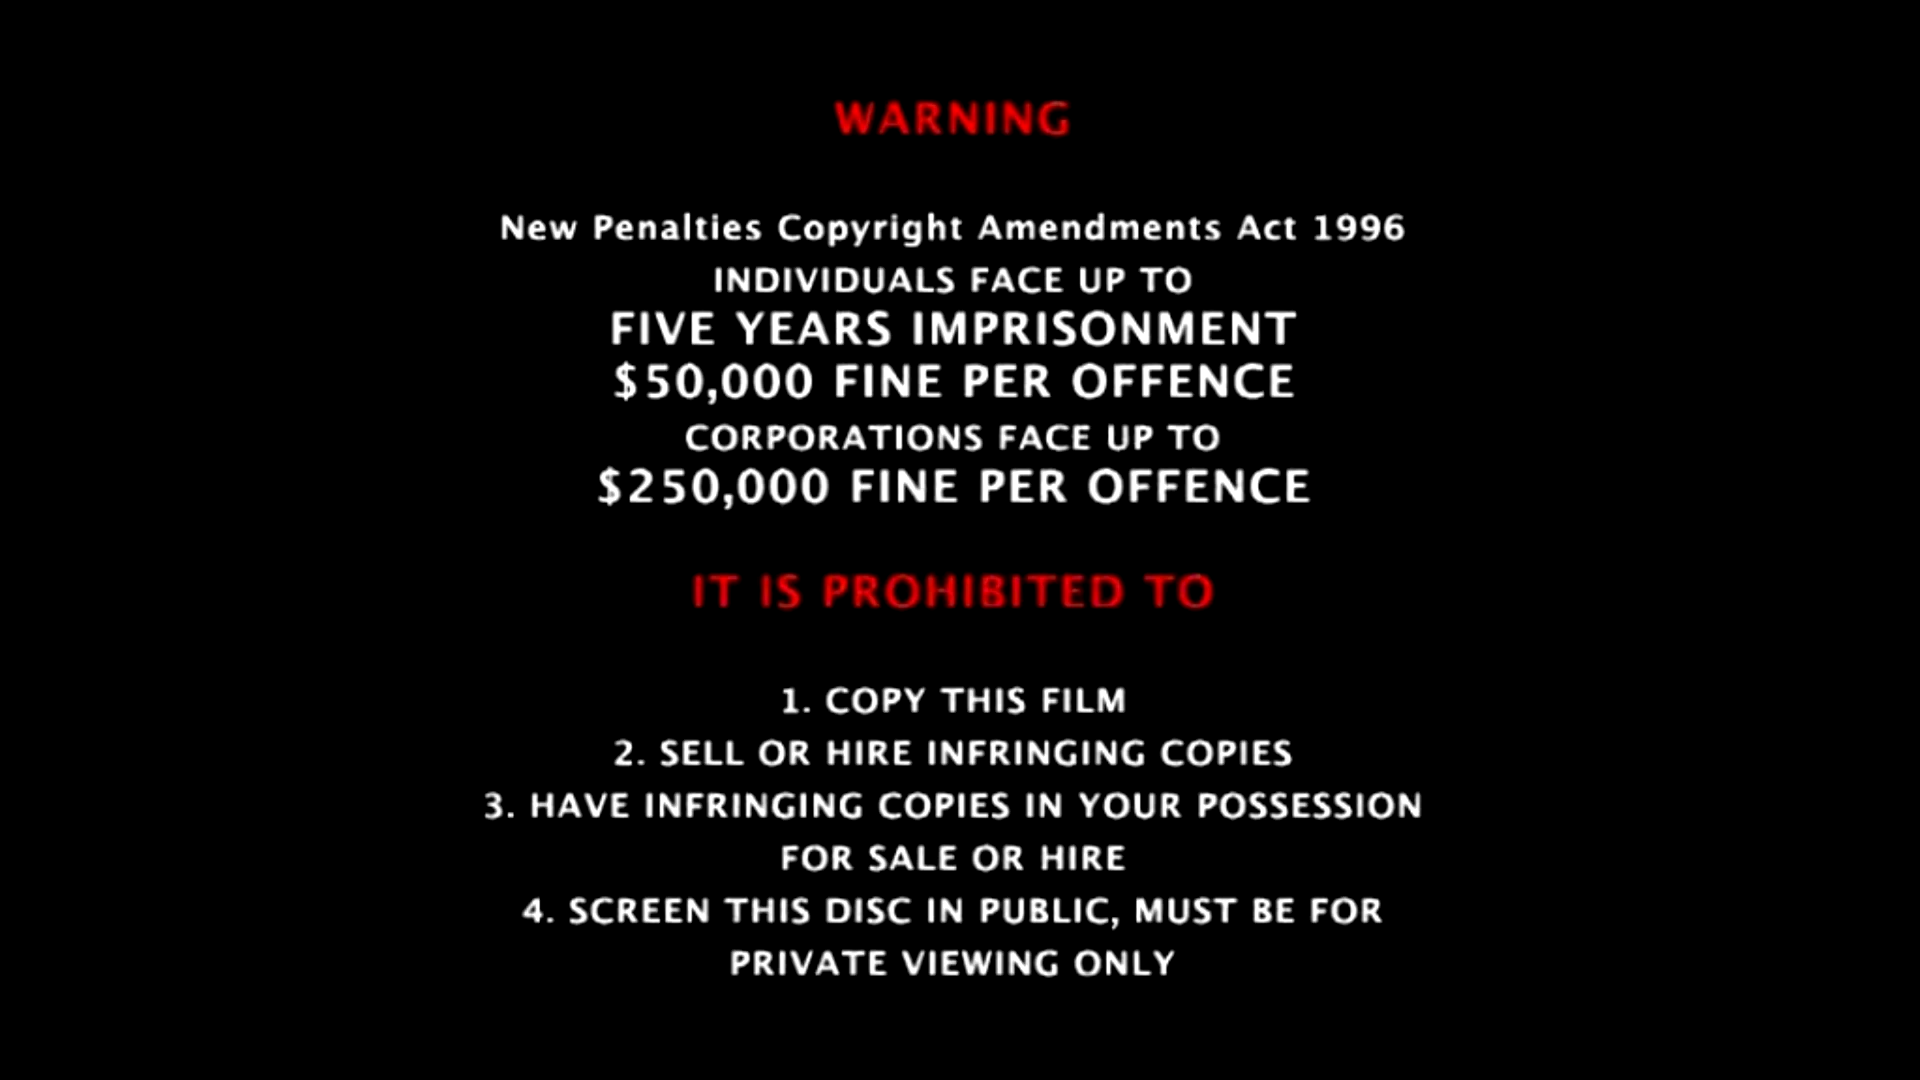 WARNING
New Penalties Copyright Amendments Act 1996
INDIVIDUALS FACE UP TO
FIVE YEARS IMPRISONMENT
$50,000 FINE PER OFFENCE
CORPORATIONS FACE UP TO
$250,000 FINE PER OFFENCE
IT IS PROHIBITED TO
1. COPY THIS FILM
2. SELL OR HIRE INFRINGING COPIES
3. HAVE INFRINGING COPIES IN YOUR POSSESSION
FOR SALE OR HIRE
4. SCREEN THIS DISC IN PUBLIC, MUST BE FOR
PRIVATE VIEWING ONLY